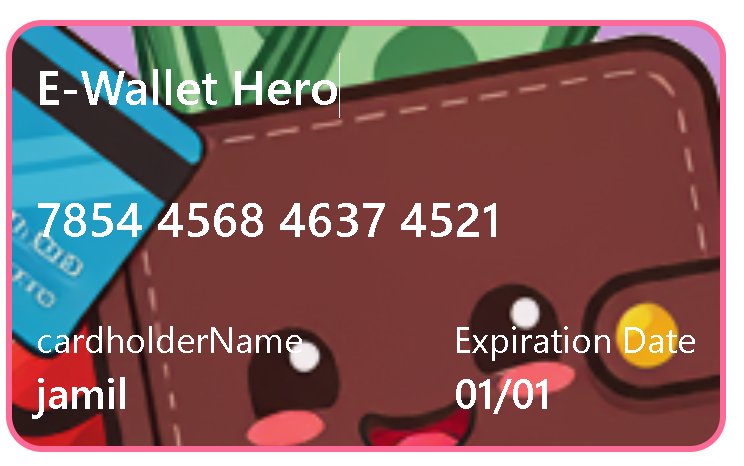 E-Wallet Hero
7854 4568 4637 4521
cardholderName
Expiration Date
jamil
01/01